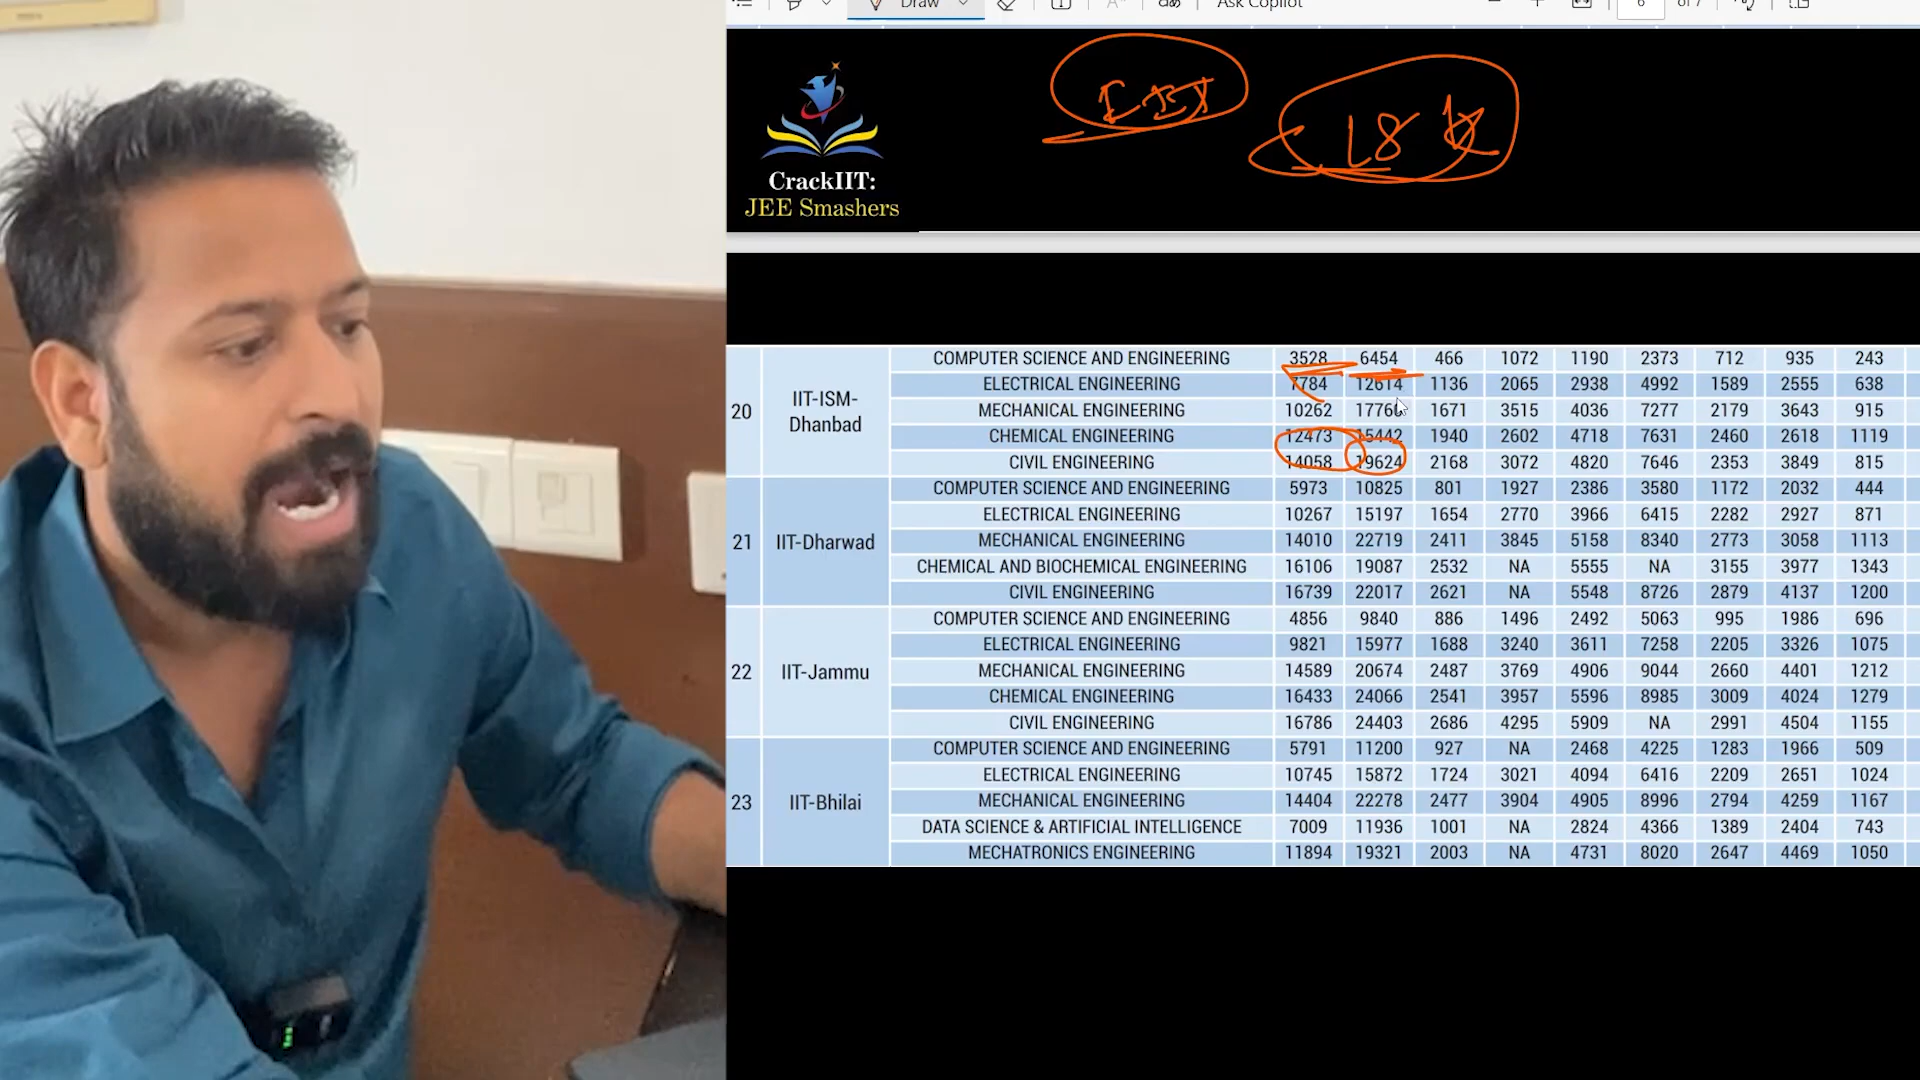 Draw
Ask Copilot
6 of 7
18 K
CrackIIT:
JEE Smashers
20 IIT-ISM-Dhanbad
COMPUTER SCIENCE AND ENGINEERING 3528 6454 466 1072 1190 2373 712 935 243
ELECTRICAL ENGINEERING 7784 12614 1136 2065 2938 4992 1589 2555 638
MECHANICAL ENGINEERING 10262 17760 1671 3515 4036 7277 2179 3643 915
CHEMICAL ENGINEERING 12473 15442 1940 2602 4718 7631 2460 2618 1119
CIVIL ENGINEERING 14058 19624 2168 3072 4820 7646 2353 3849 815
21 IIT-Dharwad
COMPUTER SCIENCE AND ENGINEERING 5973 10825 801 1927 2386 3580 1172 2032 444
ELECTRICAL ENGINEERING 10267 15197 1654 2770 3966 6415 2282 2927 871
MECHANICAL ENGINEERING 14010 22719 2411 3845 5158 8340 2773 3058 1113
CHEMICAL AND BIOCHEMICAL ENGINEERING 16106 19087 2532 NA 5555 NA 3155 3977 1343
CIVIL ENGINEERING 16739 22017 2621 NA 5548 8726 2879 4137 1200
22 IIT-Jammu
COMPUTER SCIENCE AND ENGINEERING 4856 9840 886 1496 2492 5063 995 1986 696
ELECTRICAL ENGINEERING 9821 15977 1688 3240 3611 7258 2205 3326 1075
MECHANICAL ENGINEERING 14589 20674 2487 3769 4906 9044 2660 4401 1212
CHEMICAL ENGINEERING 16433 24066 2541 3957 5596 8985 3009 4024 1279
CIVIL ENGINEERING 16786 24403 2686 4295 5909 NA 2991 4504 1155
23 IIT-Bhilai
COMPUTER SCIENCE AND ENGINEERING 5791 11200 927 NA 2468 4225 1283 1966 509
ELECTRICAL ENGINEERING 10745 15872 1724 3021 4094 6416 2209 2651 1024
MECHANICAL ENGINEERING 14404 22278 2477 3904 4905 8996 2794 4259 1167
DATA SCIENCE & ARTIFICIAL INTELLIGENCE 7009 11936 1001 NA 2824 4366 1389 2404 743
MECHATRONICS ENGINEERING 11894 19321 2003 NA 4731 8020 2647 4469 1050